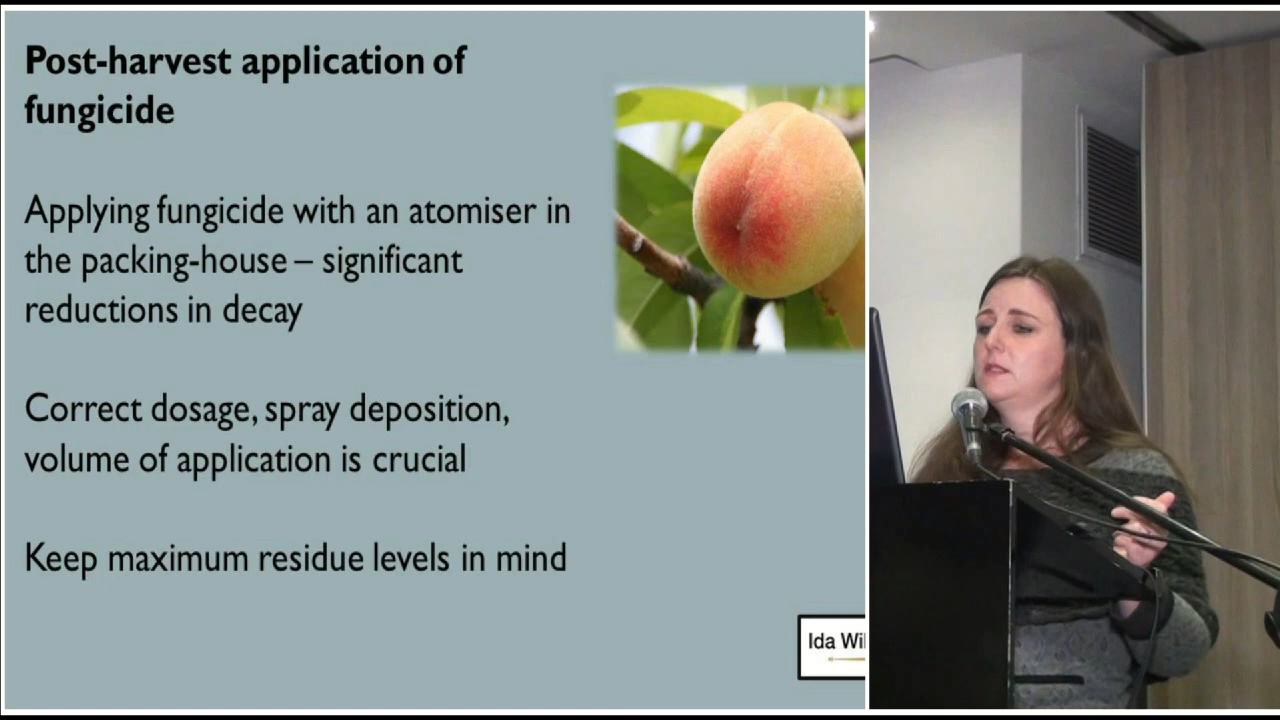 Post-harvest application of
fungicide
Applying fungicide with an atomiser in
the packing-house – significant
reductions in decay
Correct dosage, spray deposition,
volume of application is crucial
Keep maximum residue levels in mind
Ida